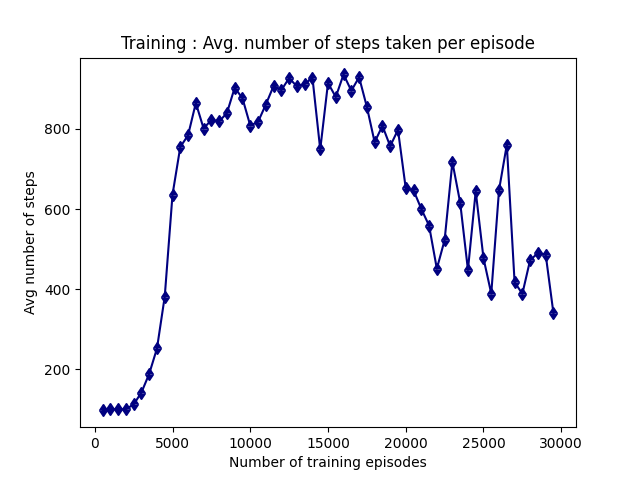 Training : Avg. number of steps taken per episode
800
600
400
200
Avg number of steps
0 5000 10000 15000 20000 25000 30000
Number of training episodes